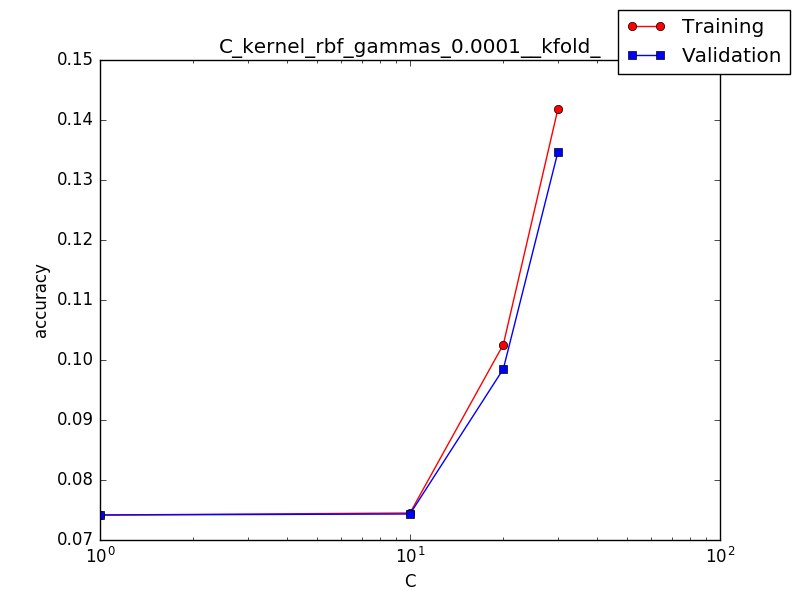 C_kernel_rbf_gammas_0.0001__kfold_
Training
Validation
0.15
0.14
0.13
0.12
0.11
0.10
0.09
0.08
0.07
accuracy
10⁰ 10¹ 10²
C